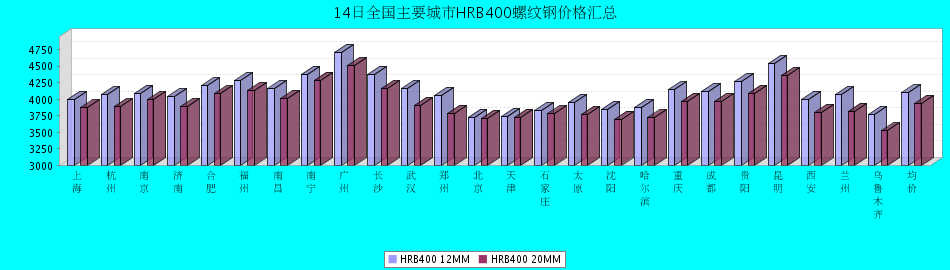 14日全国主要城市HRB400螺纹钢价格汇总
4750
4500
4250
4000
3750
3500
3250
3000
上海
杭州
南京
济南
合肥
福州
南昌
南宁
广州
长沙
武汉
郑州
北京
天津
石家庄
太原
沈阳
哈尔滨
重庆
成都
贵阳
昆明
西安
兰州
乌鲁木齐
均价
HRB400 12MM HRB400 20MM